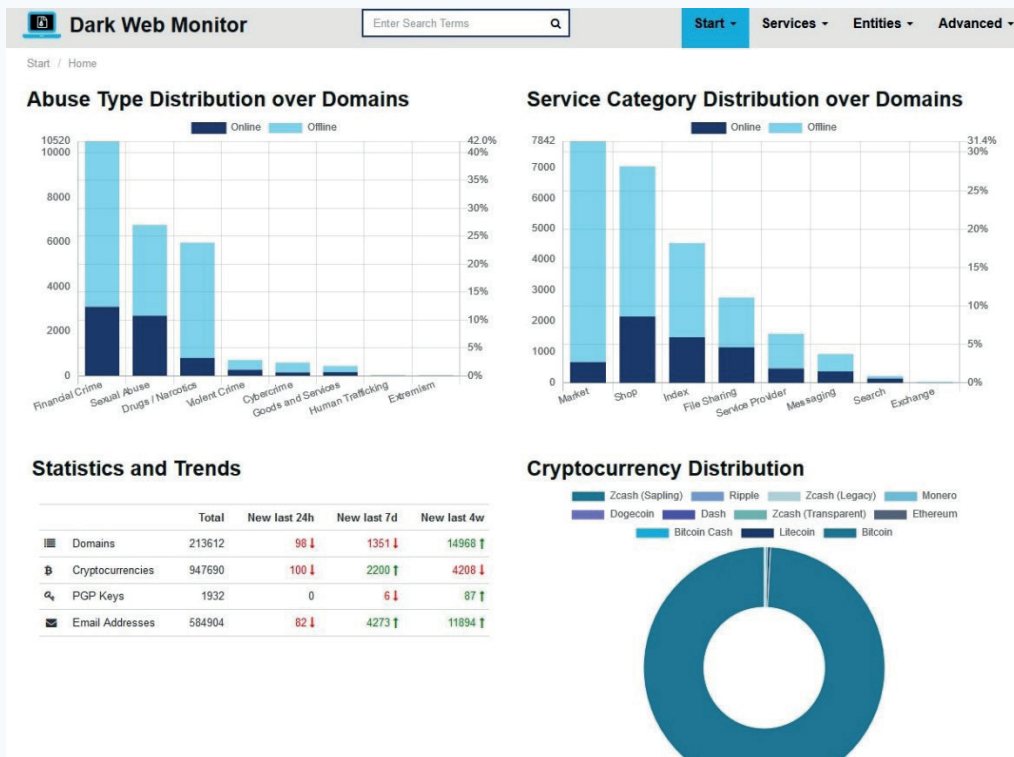 Dark Web Monitor
Enter Search Terms
Start Services Entities Advanced
Start / Home
Abuse Type Distribution over Domains
Online Offline
10520
10000
8000
6000
4000
2000
0
42.0%
40%
35%
30%
25%
20%
15%
10%
5%
0%
Financial Crime
Sexual Abuse
Drugs / Narcotics
Violent Crime
Cybercrime
Goods and Services
Human Trafficking
Extremism
Service Category Distribution over Domains
Online Offline
7842
7000
6000
5000
4000
3000
2000
1000
0
31.4%
30%
25%
20%
15%
10%
5%
0%
Market
Shop
Index
File Sharing
Service Provider
Messaging
Search
Exchange
Statistics and Trends
Total New last 24h New last 7d New last 4w
Domains 213612 98 ⬇ 1351 ⬇ 14968 ⬆
Cryptocurrencies 947690 100 ⬇ 2200 ⬆ 4208 ⬇
PGP Keys 1932 0 6 ⬇ 87 ⬆
Email Addresses 584904 82 ⬇ 4273 ⬆ 11894 ⬆
Cryptocurrency Distribution
Zcash (Sapling) Ripple Zcash (Legacy) Monero
Dogecoin Dash Zcash (Transparent) Ethereum
Bitcoin Cash Litecoin Bitcoin